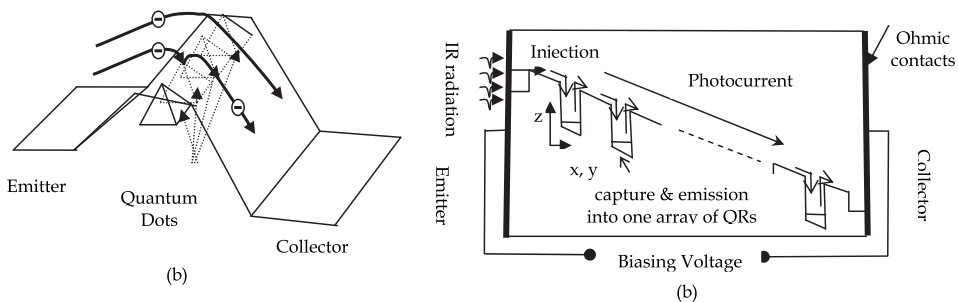 Emitter
Quantum
Dots
Collector
(b)
IR radiation
Emitter
Injection
Photocurrent
Ohmic
contacts
z
x, y
capture & emission
into one array of QRs
Collector
Biasing Voltage
(b)